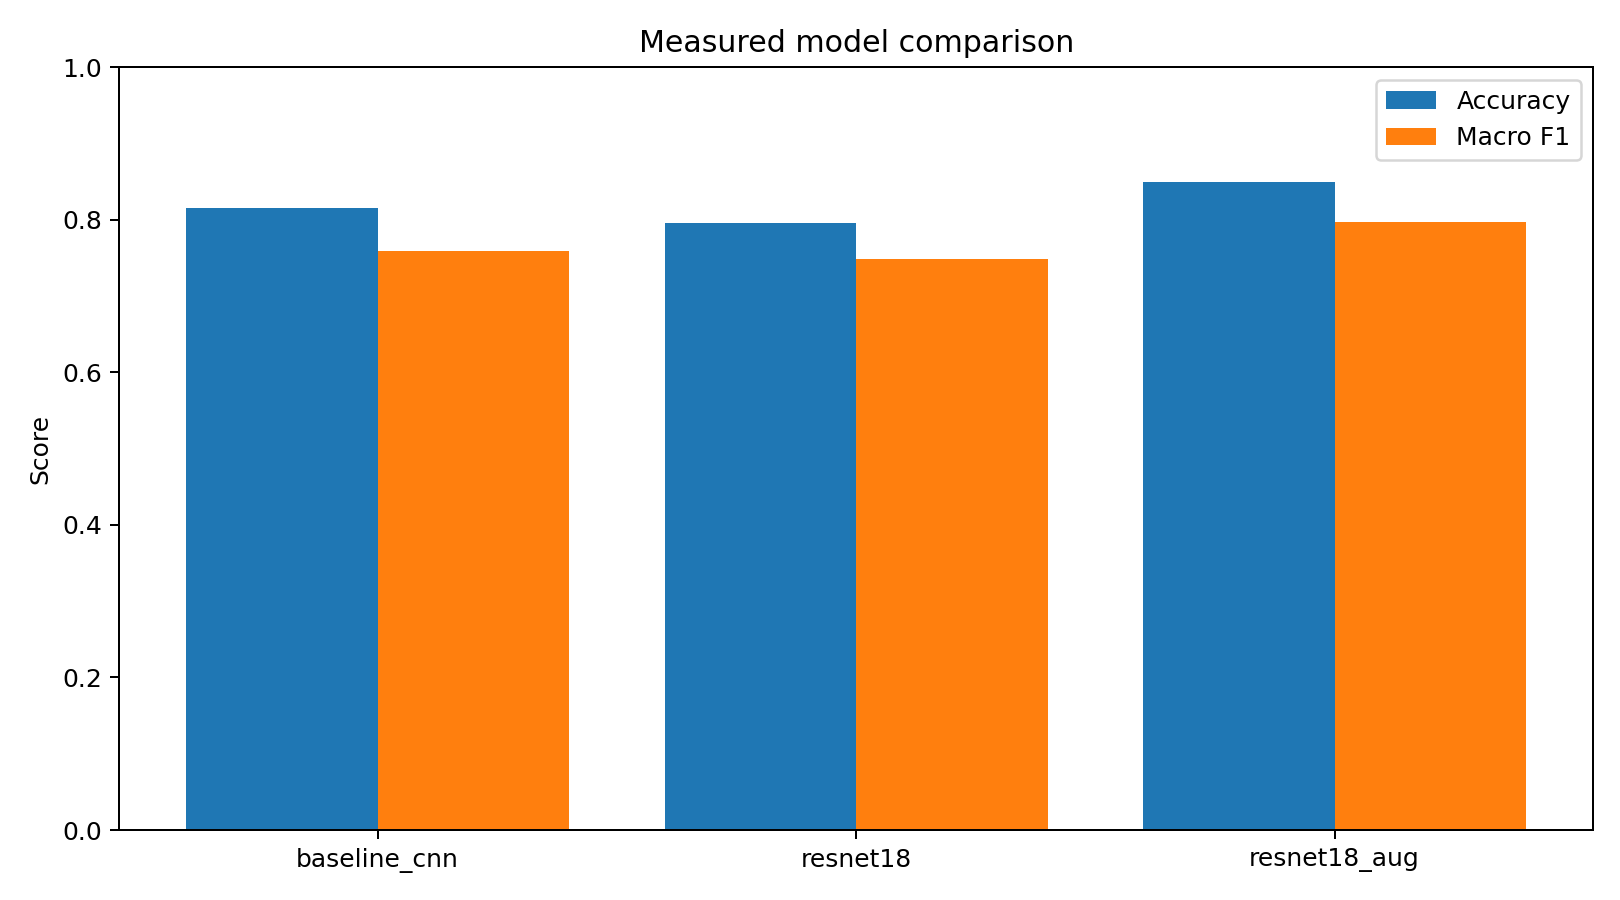 Measured model comparison
1.0
0.8
0.6
0.4
0.2
0.0
Score
Accuracy
Macro F1
baseline_cnn
resnet18
resnet18_aug